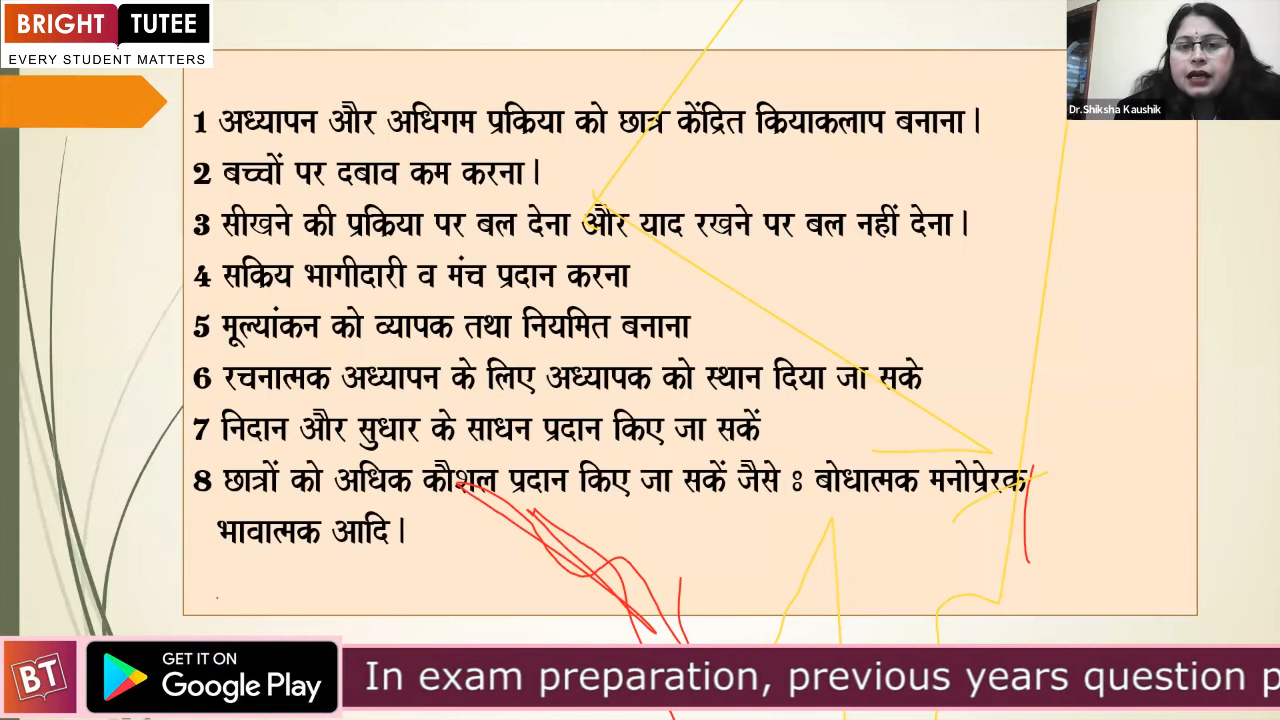 BRIGHT TUTEE
EVERY STUDENT MATTERS
Dr.Shiksha Kaushik
1 अध्यापन और अधिगम प्रक्रिया को छात्र केंद्रित क्रियाकलाप बनाना।
2 बच्चों पर दबाव कम करना।
3 सीखने की प्रक्रिया पर बल देना और याद रखने पर बल नहीं देना।
4 सक्रिय भागीदारी व मंच प्रदान करना
5 मूल्यांकन को व्यापक तथा नियमित बनाना
6 रचनात्मक अध्यापन के लिए अध्यापक को स्थान दिया जा सके
7 निदान और सुधार के साधन प्रदान किए जा सकें
8 छात्रों को अधिक कौशल प्रदान किए जा सकें जैसे ः बोधात्मक मनोप्रेरक
भावात्मक आदि।
BT
GET IT ON
Google Play
In exam preparation, previous years question p